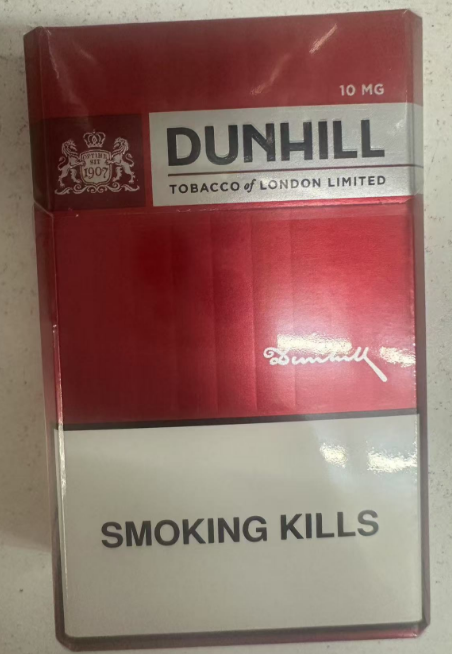 10 MG
DUNHILL
TOBACCO of LONDON LIMITED
1907
Dunhill
SMOKING KILLS